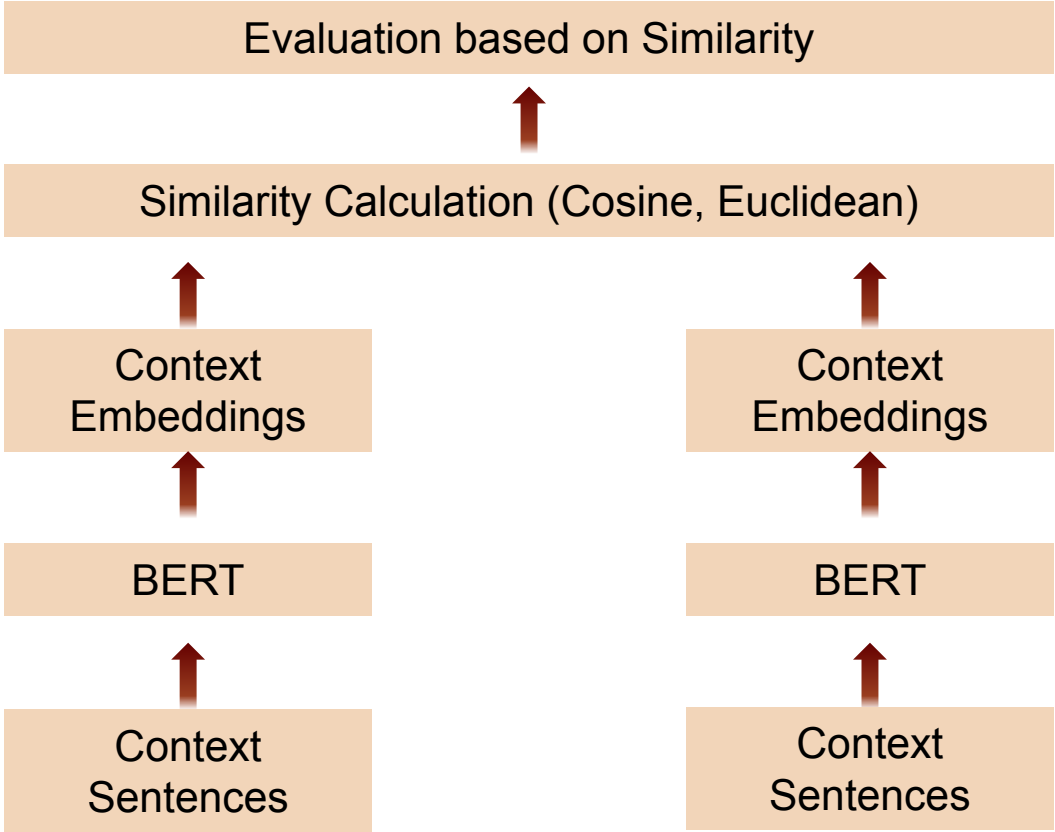 Evaluation based on Similarity
Similarity Calculation (Cosine, Euclidean)
Context
Embeddings
Context
Embeddings
BERT
BERT
Context
Sentences
Context
Sentences